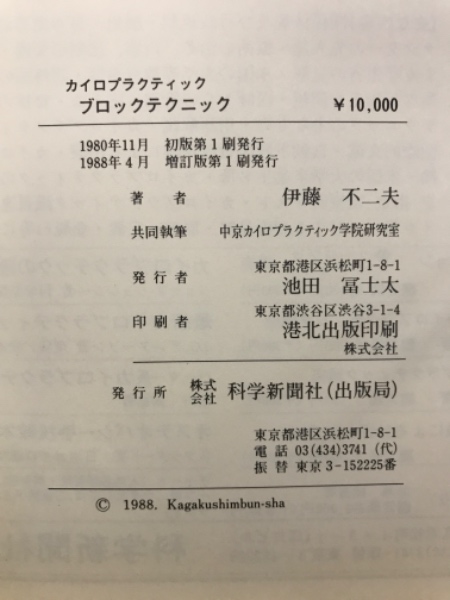 カイロプラクティック
ブロックテクニック ¥10,000
1980年11月 初版第1刷発行
1988年4月 増訂版第1刷発行
著者 伊藤 不二夫
共同執筆 中京カイロプラクティック学院研究室
東京都港区浜松町1-8-1
発行者 池田 冨士太
東京都渋谷区渋谷3-1-4
印刷者 港北出版印刷
株式会社
発行所 株式会社 科学新聞社(出版局)
東京都港区浜松町1-8-1
電話 03(434)3741(代)
振替 東京3-152225番
© 1988. Kagakushimbun-sha